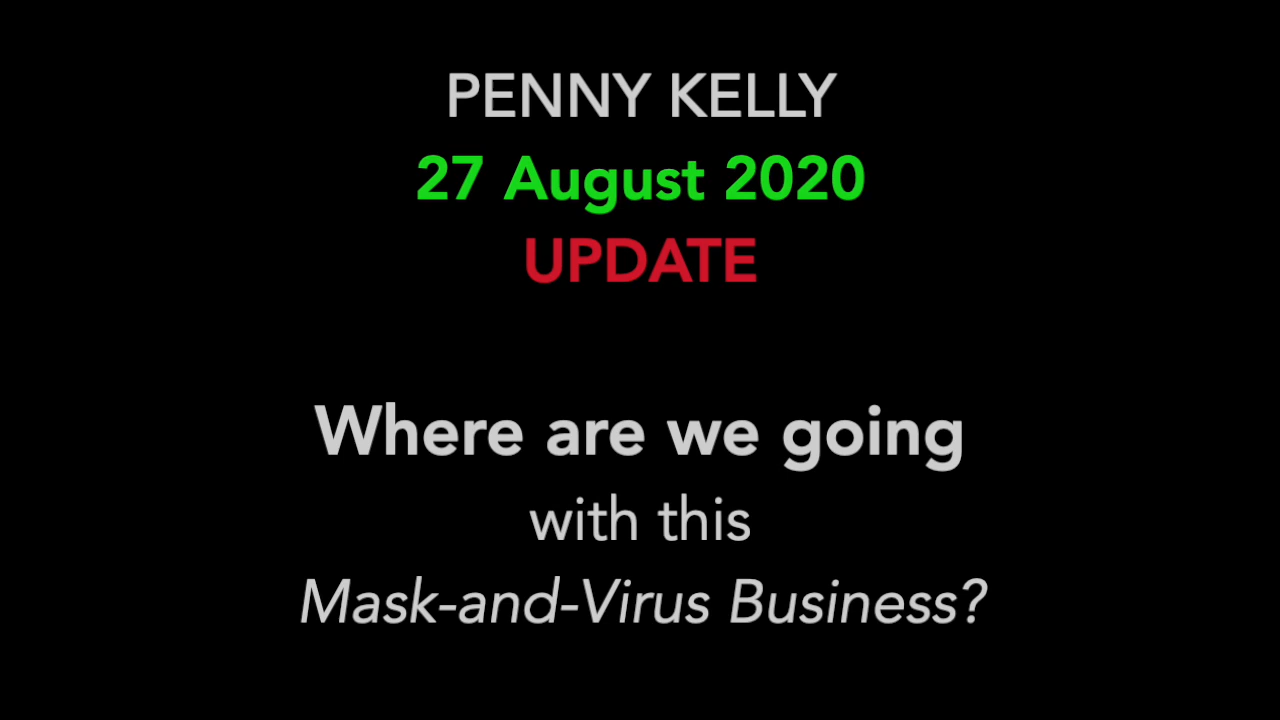 PENNY KELLY
27 August 2020
UPDATE
Where are we going
with this
Mask-and-Virus Business?